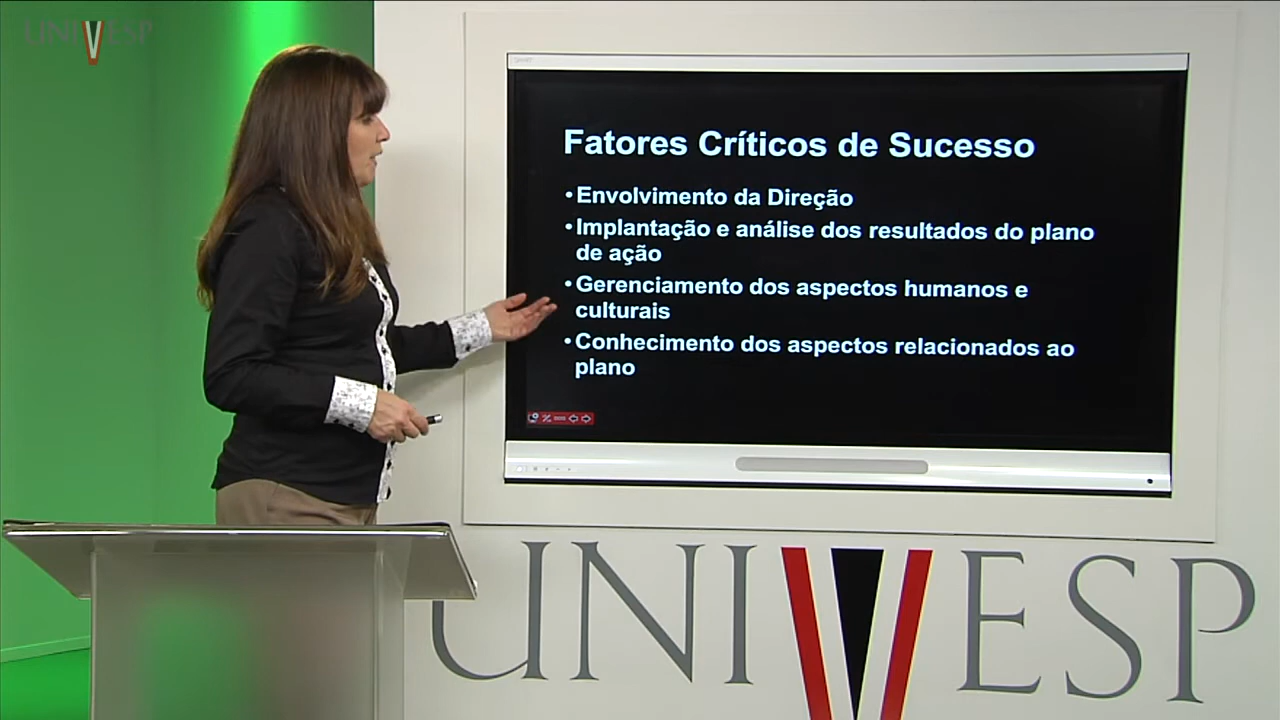 UNIVESP
Fatores Críticos de Sucesso
•Envolvimento da Direção
•Implantação e análise dos resultados do plano
de ação
•Gerenciamento dos aspectos humanos e
culturais
•Conhecimento dos aspectos relacionados ao
plano
UNIVESP